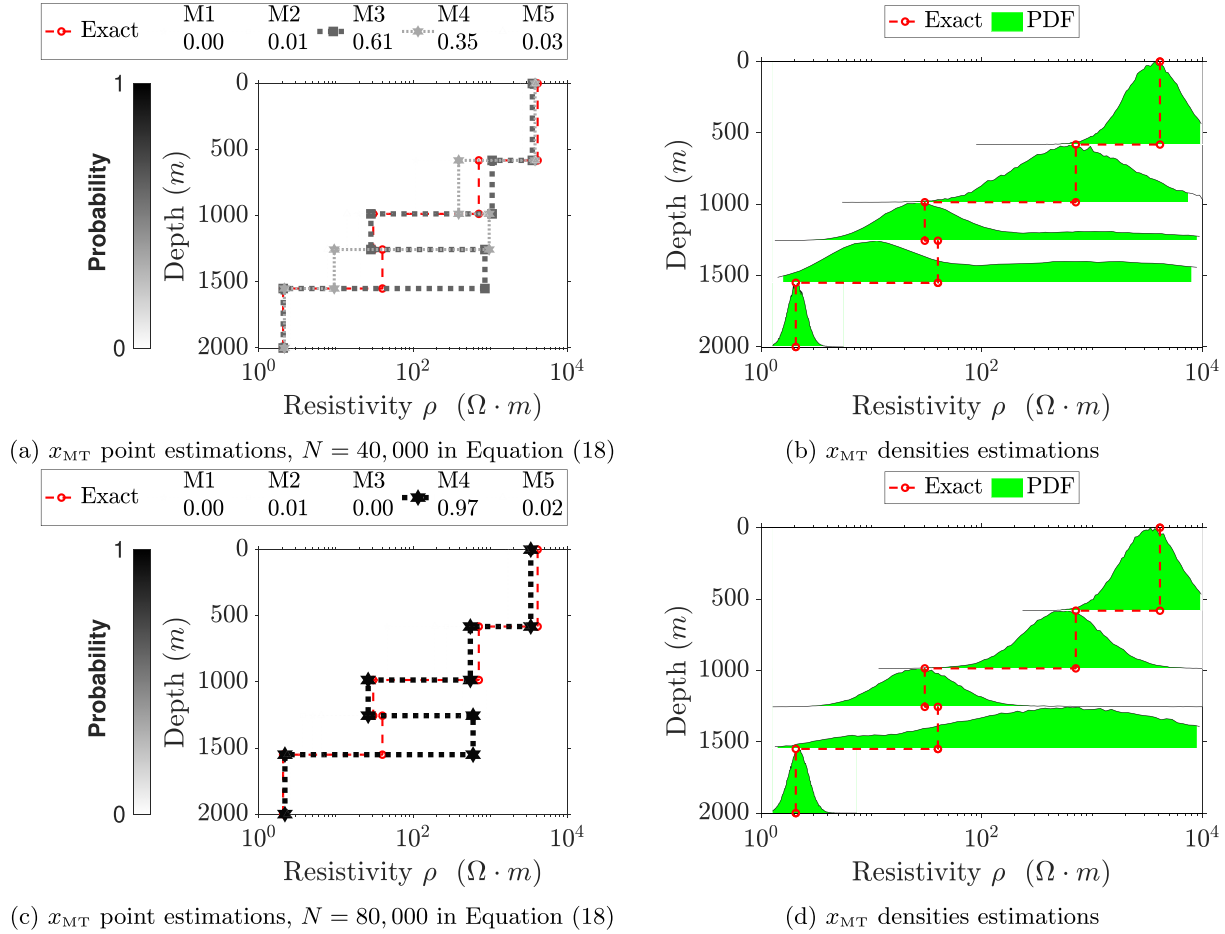 M1 M2 M3 M4 M5
Exact 0.00 0.01 0.61 0.35 0.03
Exact PDF
1
0
Probability
0
500
1000
1500
2000
Depth (m)
10^0 10^2 10^4
Resistivity ρ (Ω · m)
0
500
1000
1500
2000
Depth (m)
10^0 10^2 10^4
Resistivity ρ (Ω · m)
(a) x_MT point estimations, N = 40,000 in Equation (18)
(b) x_MT densities estimations
M1 M2 M3 M4 M5
Exact 0.00 0.01 0.00 0.97 0.02
Exact PDF
1
0
Probability
0
500
1000
1500
2000
Depth (m)
10^0 10^2 10^4
Resistivity ρ (Ω · m)
0
500
1000
1500
2000
Depth (m)
10^0 10^2 10^4
Resistivity ρ (Ω · m)
(c) x_MT point estimations, N = 80,000 in Equation (18)
(d) x_MT densities estimations